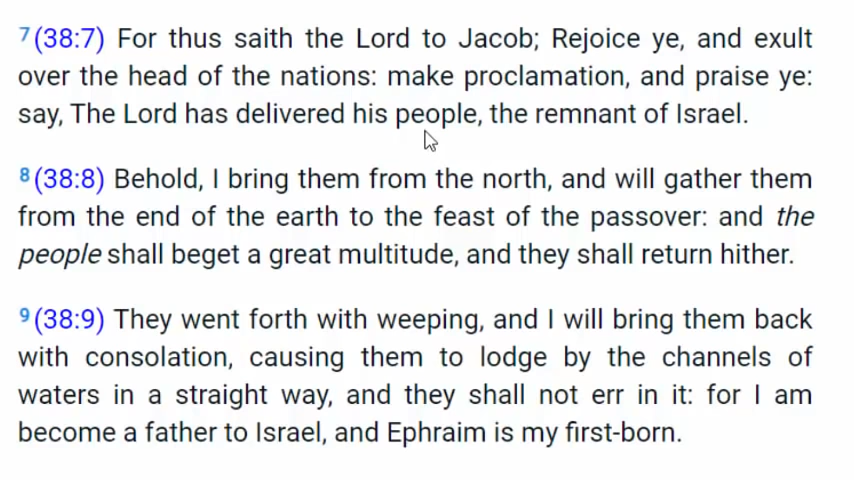 7 (38:7) For thus saith the Lord to Jacob; Rejoice ye, and exult
over the head of the nations: make proclamation, and praise ye:
say, The Lord has delivered his people, the remnant of Israel.
8 (38:8) Behold, I bring them from the north, and will gather them
from the end of the earth to the feast of the passover: and the
people shall beget a great multitude, and they shall return hither.
9 (38:9) They went forth with weeping, and I will bring them back
with consolation, causing them to lodge by the channels of
waters in a straight way, and they shall not err in it: for I am
become a father to Israel, and Ephraim is my first-born.